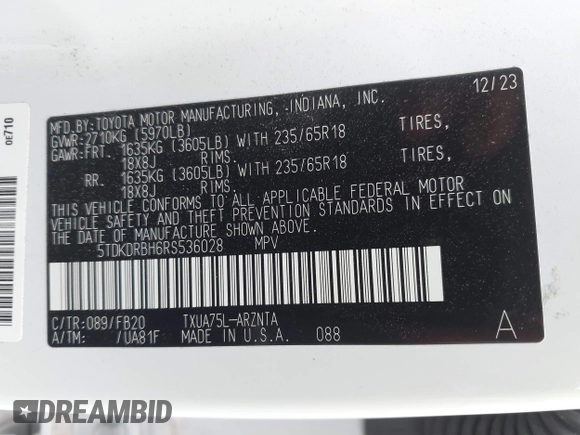 12/23
MFD.BY:TOYOTA MOTOR MANUFACTURING, INDIANA, INC.
GVWR:2710KG (5970LB)
GAWR:FRT. 1635KG (3605LB) WITH 235/65R18 TIRES,
18X8J RIMS.
RR. 1635KG (3605LB) WITH 235/65R18 TIRES,
18X8J RIMS.
THIS VEHICLE CONFORMS TO ALL APPLICABLE FEDERAL MOTOR
VEHICLE SAFETY AND THEFT PREVENTION STANDARDS IN EFFECT ON
THE DATE OF MANUFACTURE SHOWN ABOVE.
5TDKDRBH6RS536028 MPV
C/TR:089/FB20 TXUA75L-ARZNTA
A/TM: /UA81F MADE IN U.S.A. 088 A
0E710
DREAMBID